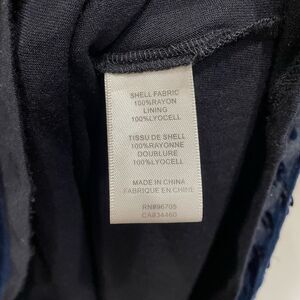 SHELL FABRIC
100%RAYON
LINING
100%LYOCELL
TISSU DE SHELL
100%RAYONNE
DOUBLURE
100%LYOCELL
MADE IN CHINA
FABRIQUE EN CHINE
RN#96705
CA#34460